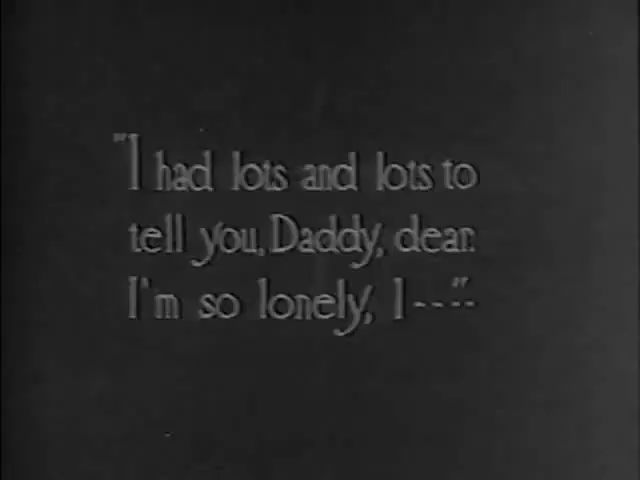 "I had lots and lots to
tell you, Daddy, dear.
I'm so lonely, I --"